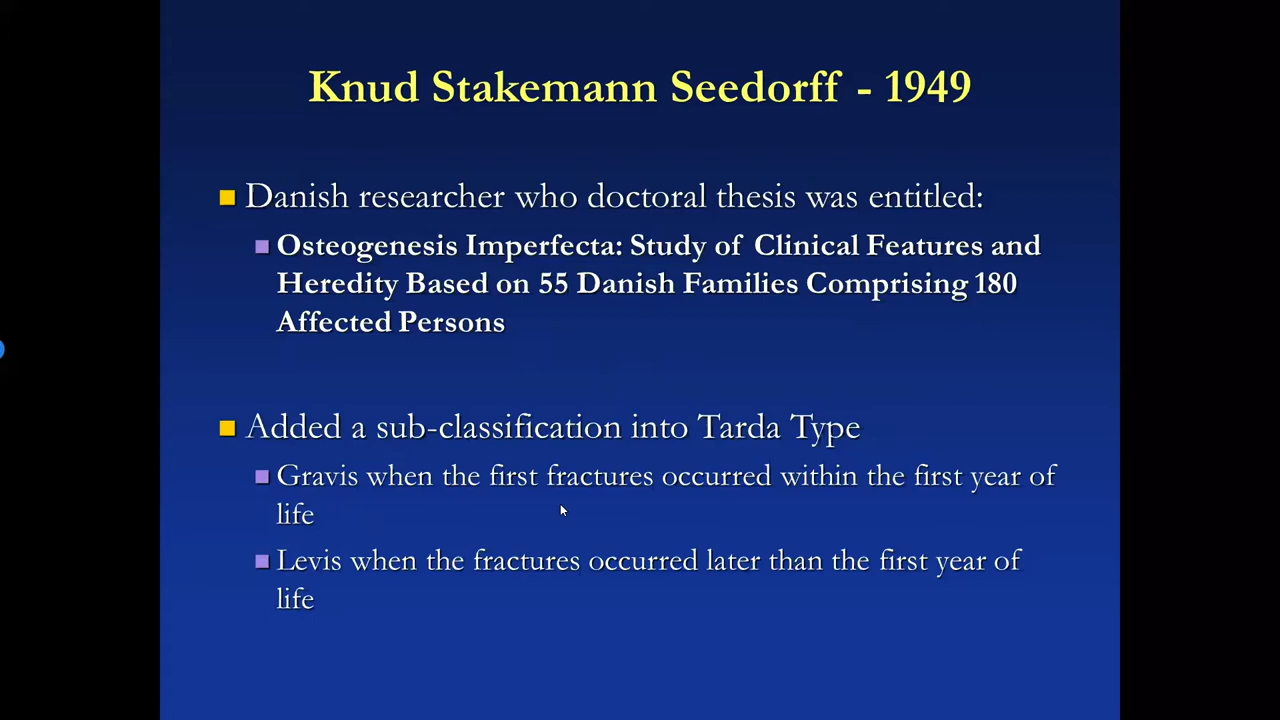 Knud Stakemann Seedorff - 1949
Danish researcher who doctoral thesis was entitled:
Osteogenesis Imperfecta: Study of Clinical Features and
Heredity Based on 55 Danish Families Comprising 180
Affected Persons
Added a sub-classification into Tarda Type
Gravis when the first fractures occurred within the first year of
life
Levis when the fractures occurred later than the first year of
life